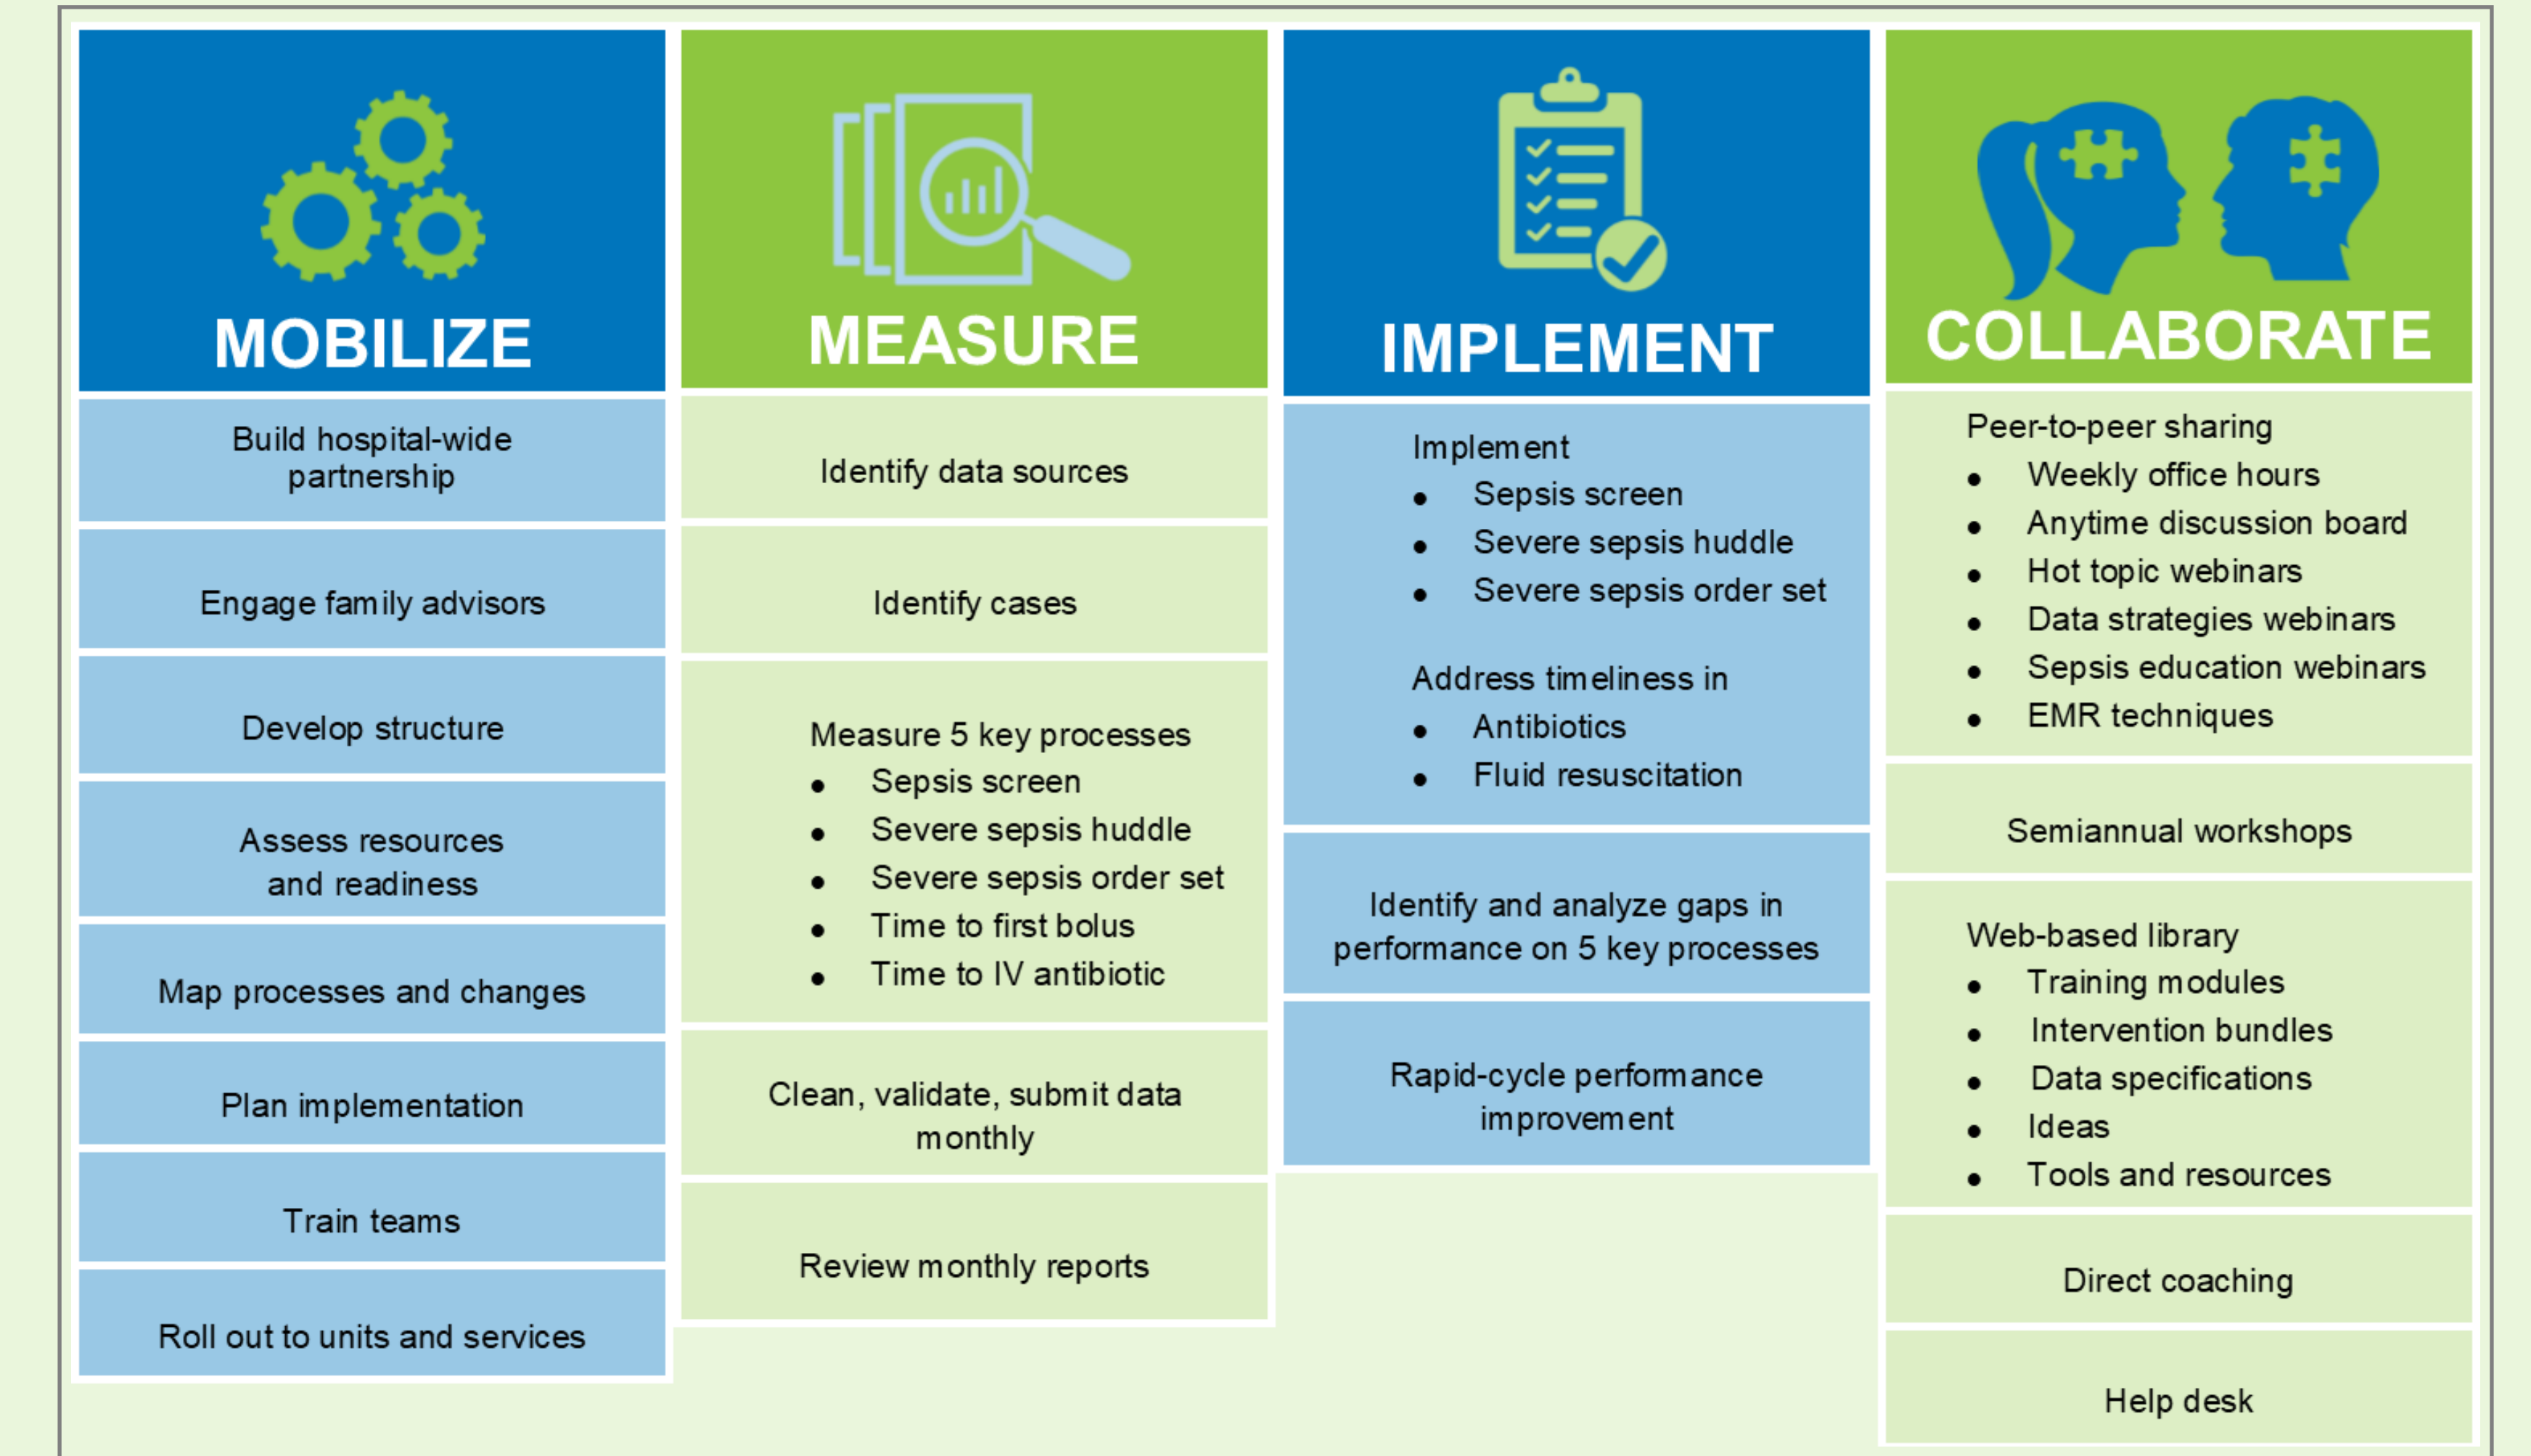 MOBILIZE
Build hospital-wide
partnership
Engage family advisors
Develop structure
Assess resources
and readiness
Map processes and changes
Plan implementation
Train teams
Roll out to units and services
MEASURE
Identify data sources
Identify cases
Measure 5 key processes
● Sepsis screen
● Severe sepsis huddle
● Severe sepsis order set
● Time to first bolus
● Time to IV antibiotic
Clean, validate, submit data
monthly
Review monthly reports
IMPLEMENT
Implement
● Sepsis screen
● Severe sepsis huddle
● Severe sepsis order set
Address timeliness in
● Antibiotics
● Fluid resuscitation
Identify and analyze gaps in
performance on 5 key processes
Rapid-cycle performance
improvement
COLLABORATE
Peer-to-peer sharing
● Weekly office hours
● Anytime discussion board
● Hot topic webinars
● Data strategies webinars
● Sepsis education webinars
● EMR techniques
Semiannual workshops
Web-based library
● Training modules
● Intervention bundles
● Data specifications
● Ideas
● Tools and resources
Direct coaching
Help desk